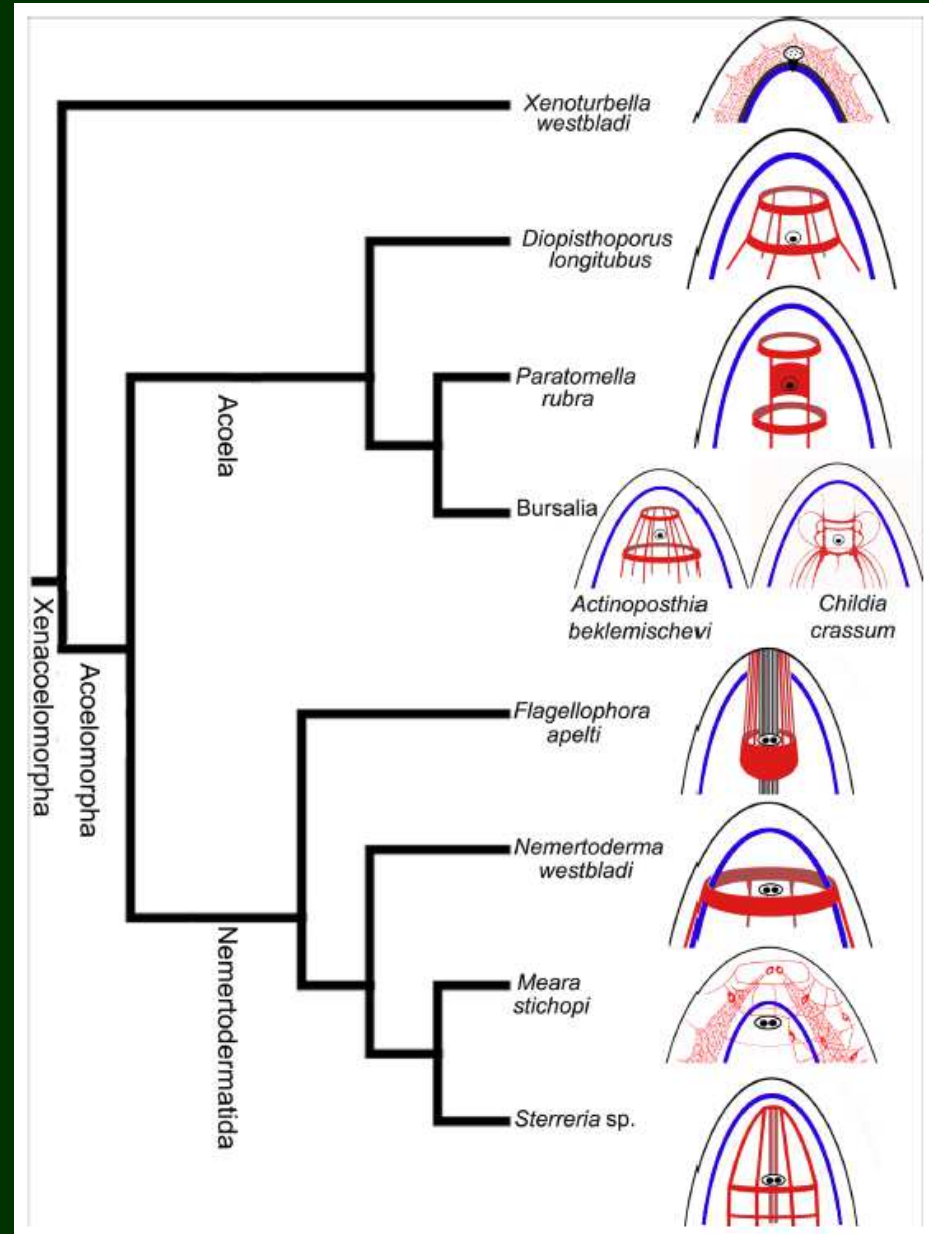 Xenoturbella
westbladi
Diopisthoporus
longitubus
Acoela
Paratomella
rubra
Bursalia
Actinoposthia
beklemischevi
Childia
crassum
Xenacoelomorpha
Acoelomorpha
Flagellophora
apelti
Nemertoderma
westbladi
Nemertodermatida
Meara
stichopi
Sterreria sp.